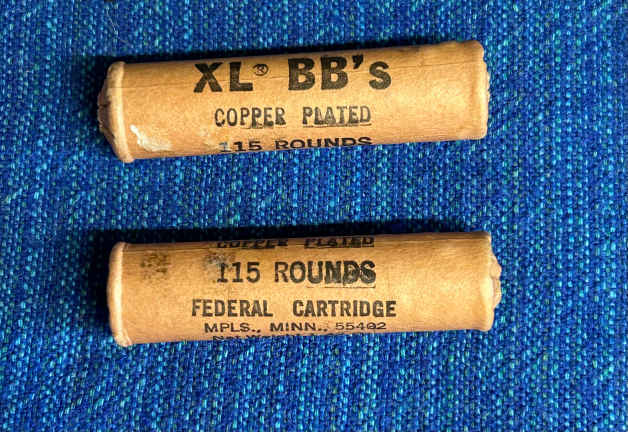 XL® BB's
COPPER PLATED
115 ROUNDS
COPPER PLATED
115 ROUNDS
FEDERAL CARTRIDGE
MPLS., MINN., 55402